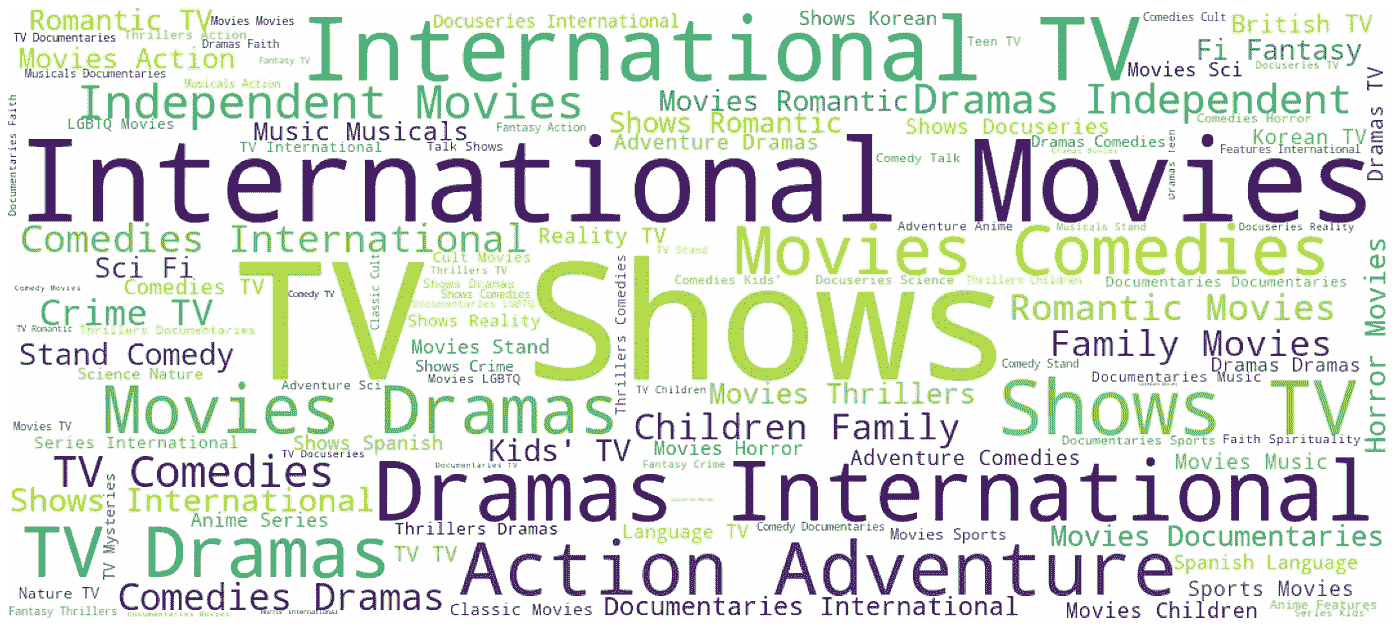 Romantic TV
Movies Movies
Docuseries International
Shows Korean
Comedies Cult
British TV
International TV
TV Documentaries
Thrillers Action
Dramas Faith
Teen TV
Fi Fantasy
Movies Action
Fantasy TV
Movies Sci
Docuseries TV
Musicals Documentaries
Musicals Action
Dramas TV
Independent Movies
Movies Romantic
Dramas Independent
Documentaries Faith
LGBTQ Movies
Music Musicals
Fantasy Action
Shows Romantic
Shows Docuseries
Comedies Horror
Korean TV
TV International
Talk Shows
Adventure Dramas
Comedy Talk
Dramas Comedies
Dramas Teen
Features International
International Movies
Comedies International
Reality TV
Adventure Anime
Musicals Stand
Docuseries Reality
TV Stand
Movies Comedies
Horror Movies
Sci Fi
Classic Cult
Cult Movies
Thrillers TV
Comedies TV
Comedy Movies
Comedy TV
Shows Dramas
Shows Comedies
Documentaries LGBTQ
Thrillers Comedies
Comedies Kids'
Docuseries Science
Thrillers Children
Documentaries Documentaries
TV Shows
Crime TV
TV Romantic
Thrillers Documentaries
Shows Reality
Romantic Movies
Stand Comedy
Movies Stand
Shows Crime
Family Movies
Comedy Stand
Dramas Dramas
Science Nature
Adventure Sci
Movies LGBTQ
TV Children
Documentaries Music
Movies Dramas
Movies Thrillers
Shows TV
Movies TV
Children Family
Series International
Shows Spanish
Kids' TV
Movies Horror
Documentaries Sports
Faith Spirituality
TV Docuseries
Documentaries TV
Fantasy Crime
Adventure Comedies
Movies Music
TV Comedies
Dramas International
TV Mysteries
Shows International
Anime Series
Thrillers Dramas
Language TV
Comedy Documentaries
Movies Sports
Movies Documentaries
TV Dramas
TV TV
Action Adventure
Spanish Language
Nature TV
Comedies Dramas
Sports Movies
Fantasy Thrillers
Documentaries Movies
Horror International
Classic Movies
Documentaries International
Movies Children
Anime Features
Series Kids'